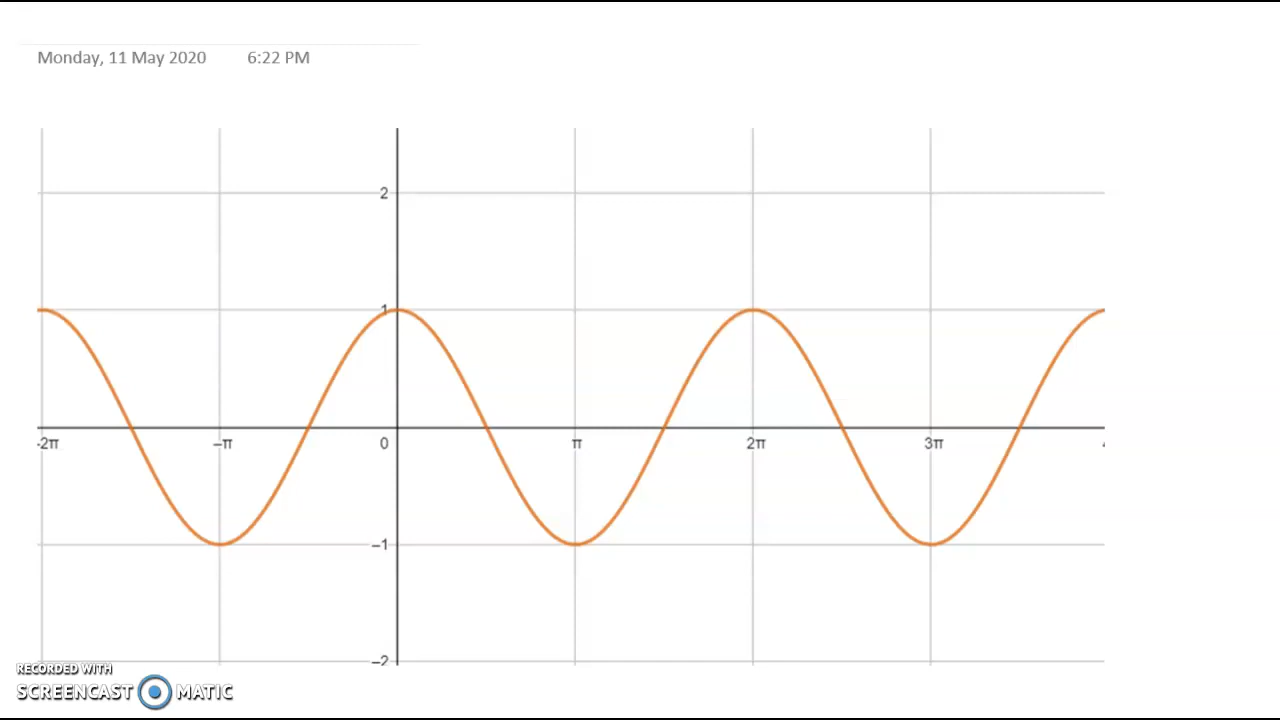 Monday, 11 May 2020 6:22 PM
2
1
-2π −π 0 π 2π 3π
−1
−2
RECORDED WITH
SCREENCAST MATIC